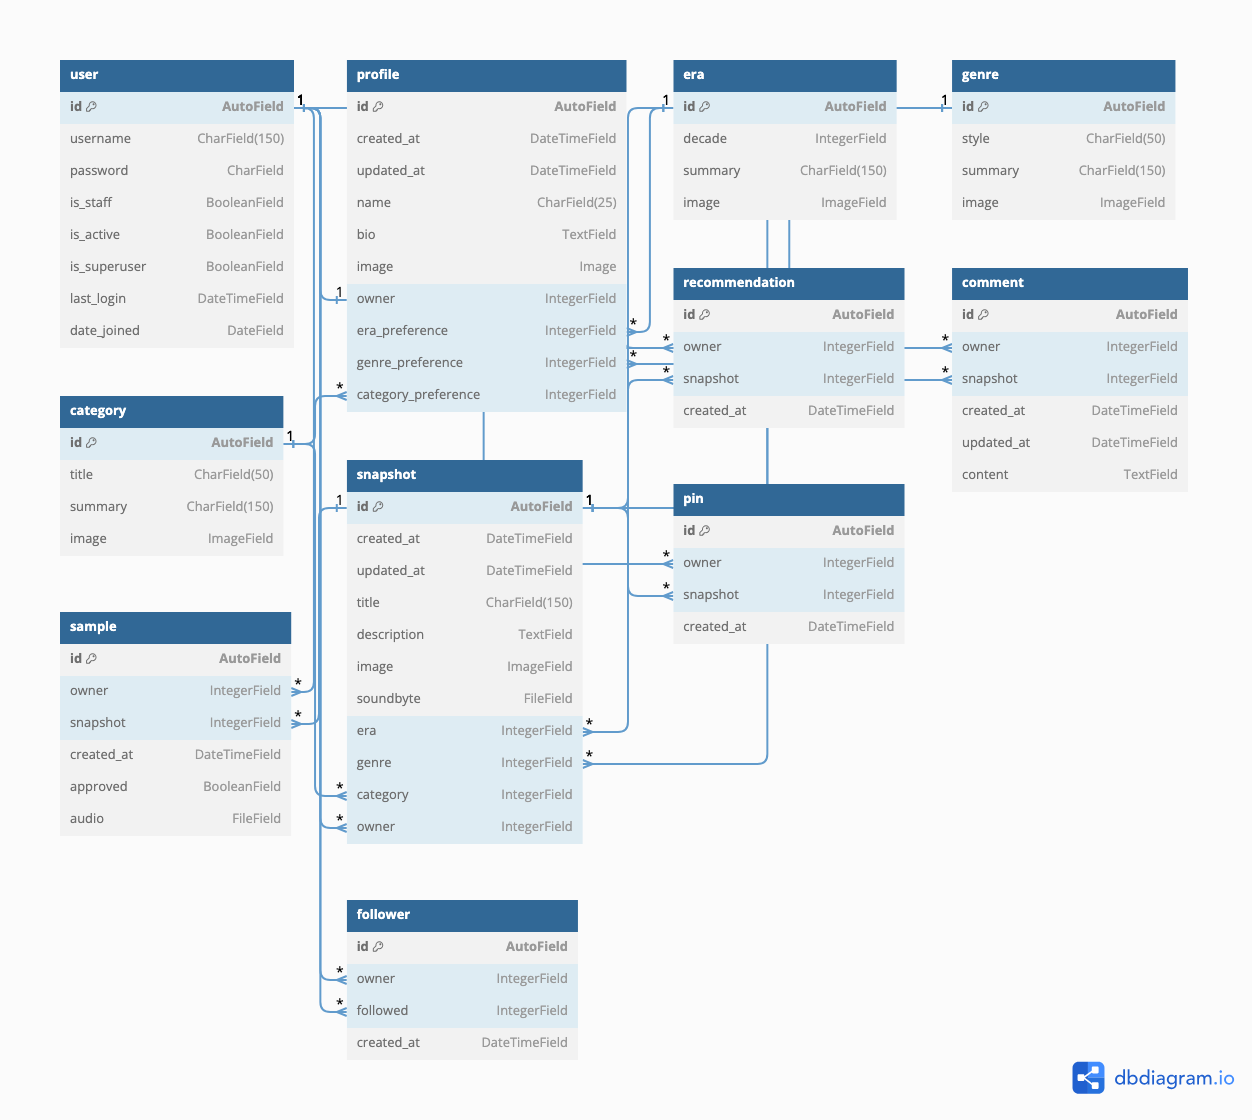 user
id AutoField
username CharField(150)
password CharField
is_staff BooleanField
is_active BooleanField
is_superuser BooleanField
last_login DateTimeField
date_joined DateField
1
profile
id AutoField
created_at DateTimeField
updated_at DateTimeField
name CharField(25)
bio TextField
image Image
1 owner IntegerField
era_preference IntegerField *
genre_preference IntegerField *
* category_preference IntegerField
1
era
id AutoField
decade IntegerField
summary CharField(150)
image ImageField
1
genre
id AutoField
style CharField(50)
summary CharField(150)
image ImageField
recommendation
id AutoField
* owner IntegerField
* snapshot IntegerField
created_at DateTimeField
comment
id AutoField
* owner IntegerField
* snapshot IntegerField
created_at DateTimeField
updated_at DateTimeField
content TextField
category
id AutoField 1
title CharField(50)
summary CharField(150)
image ImageField
snapshot
1 id AutoField 1
created_at DateTimeField
updated_at DateTimeField
title CharField(150)
description TextField
image ImageField
soundbyte FileField
era IntegerField *
genre IntegerField *
* category IntegerField
* owner IntegerField
pin
id AutoField
* owner IntegerField
* snapshot IntegerField
created_at DateTimeField
sample
id AutoField
owner IntegerField *
snapshot IntegerField *
created_at DateTimeField
approved BooleanField
audio FileField
follower
id AutoField
* owner IntegerField
* followed IntegerField
created_at DateTimeField
dbdiagram.io